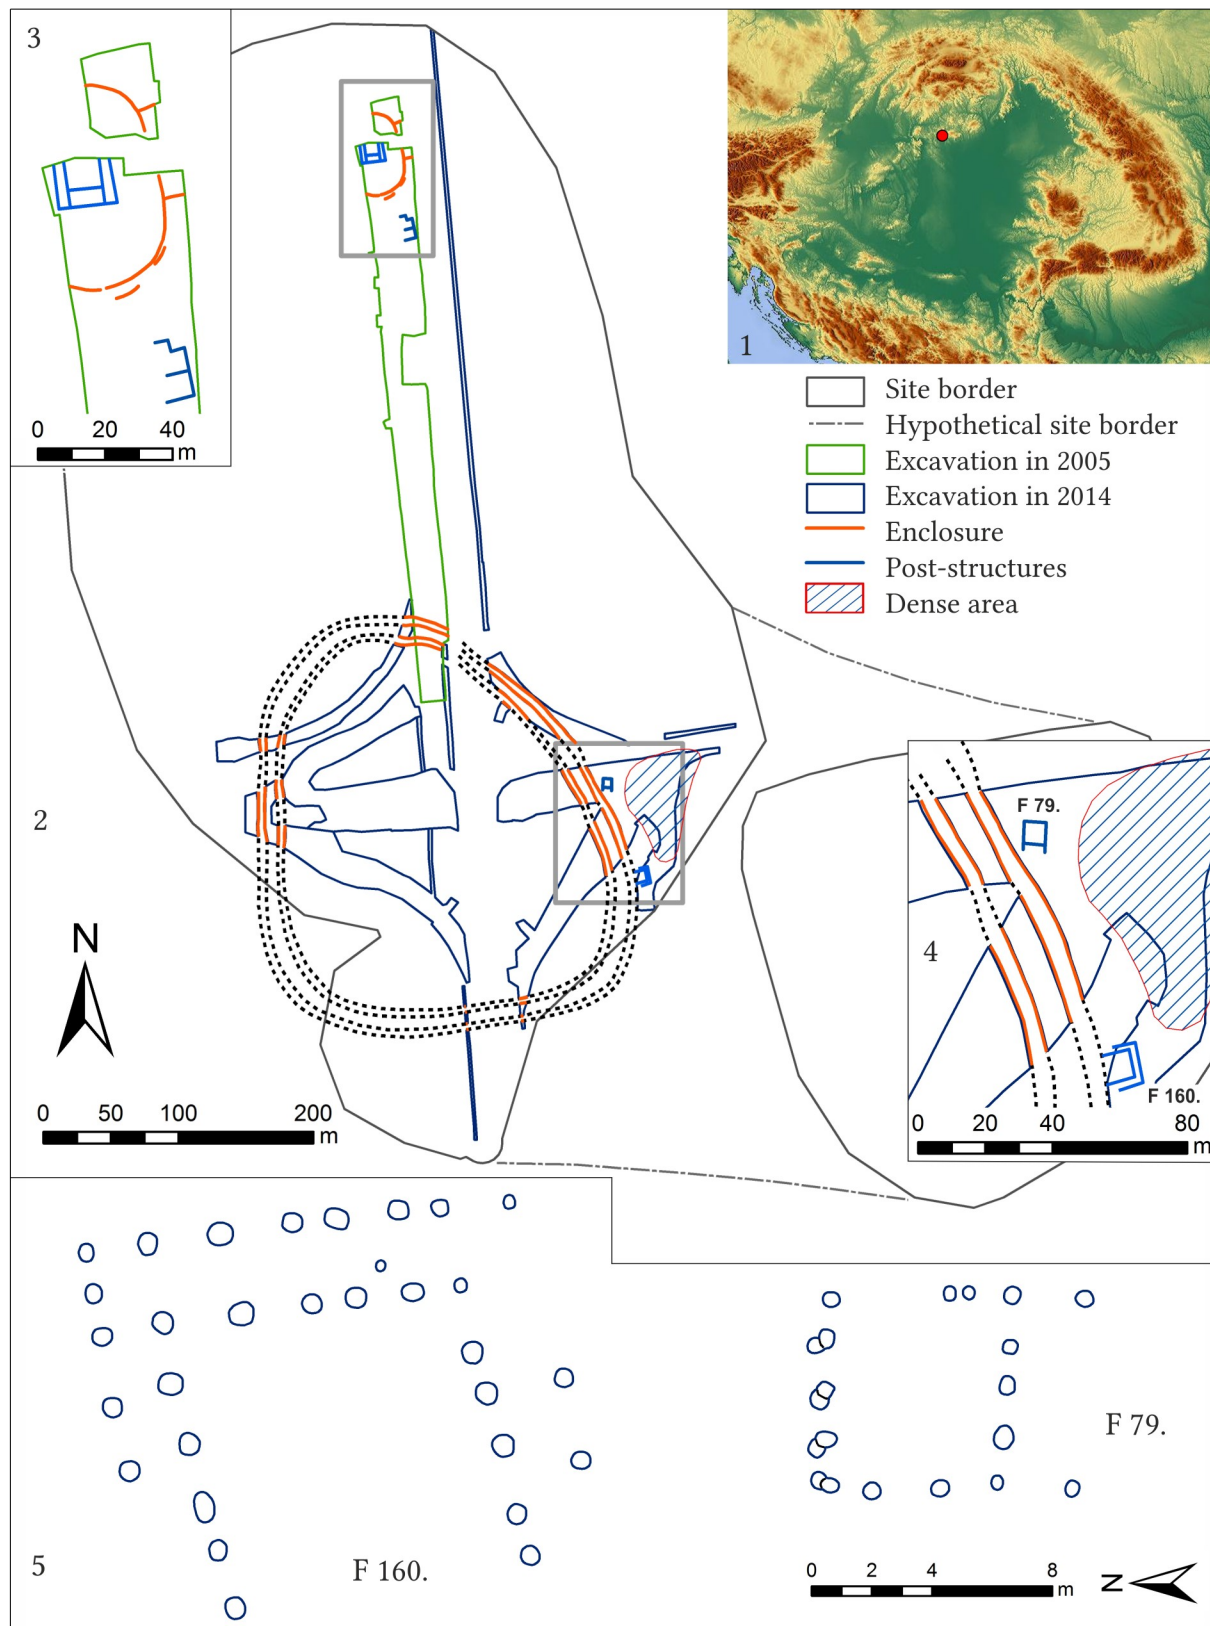 3
0 20 40
m
1
Site border
Hypothetical site border
Excavation in 2005
Excavation in 2014
Enclosure
Post-structures
Dense area
2
N
0 50 100 200
m
F 79.
4
F 160.
0 20 40 80
m
5
F 160.
F 79.
0 2 4 8
m
N